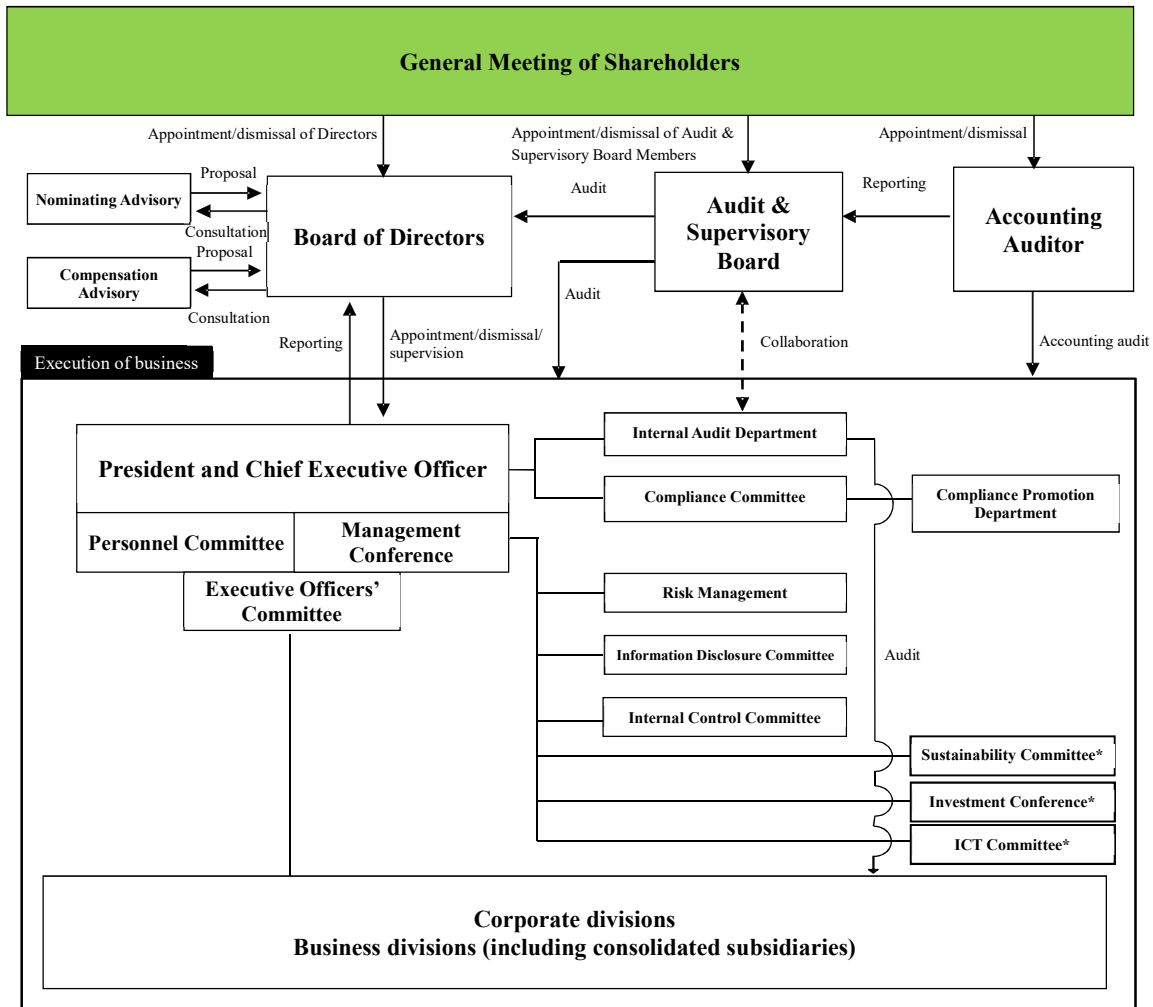 General Meeting of Shareholders
Appointment/dismissal of Directors
Appointment/dismissal of Audit &
Supervisory Board Members
Appointment/dismissal
Nominating Advisory
Proposal
Consultation
Compensation
Advisory
Proposal
Consultation
Board of Directors
Audit
Audit &
Supervisory
Board
Reporting
Accounting
Auditor
Reporting
Appointment/dismissal/
supervision
Audit
Collaboration
Accounting audit
Execution of business
President and Chief Executive Officer
Personnel Committee
Management
Conference
Executive Officers’
Committee
Internal Audit Department
Compliance Committee
Compliance Promotion
Department
Risk Management
Information Disclosure Committee
Internal Control Committee
Audit
Sustainability Committee*
Investment Conference*
ICT Committee*
Corporate divisions
Business divisions (including consolidated subsidiaries)